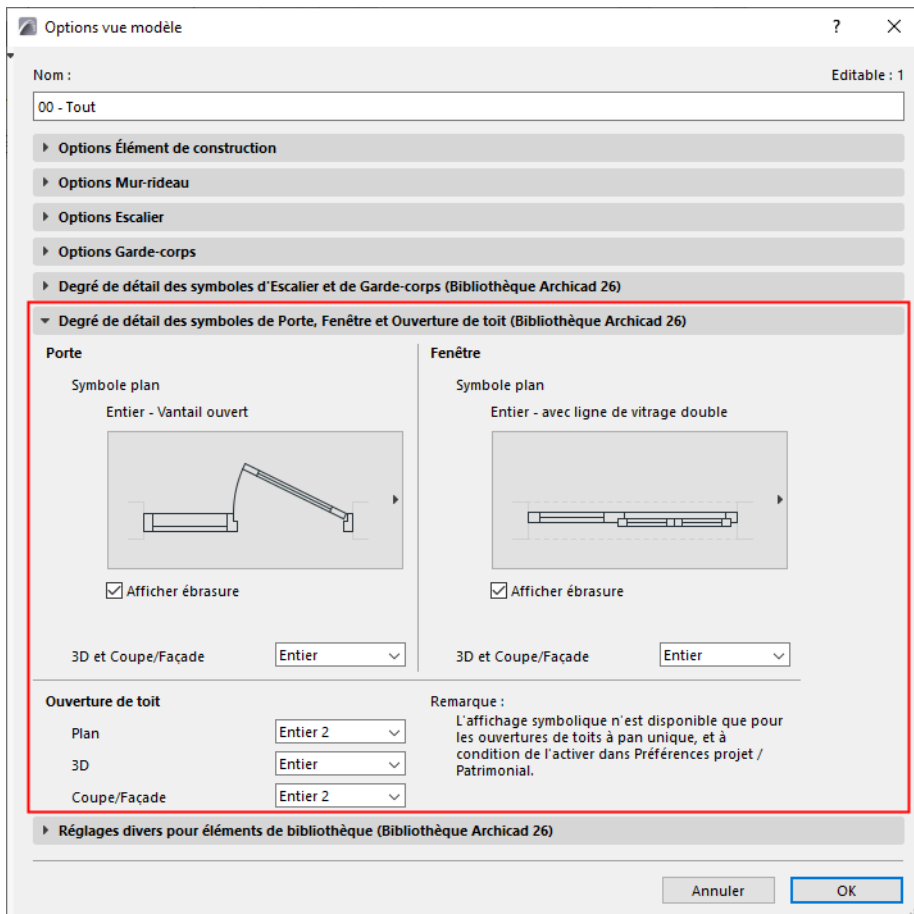 Options vue modèle
?
Nom :
Editable : 1
00 - Tout
Options Élément de construction
Options Mur-rideau
Options Escalier
Options Garde-corps
Degré de détail des symboles d'Escalier et de Garde-corps (Bibliothèque Archicad 26)
Degré de détail des symboles de Porte, Fenêtre et Ouverture de toit (Bibliothèque Archicad 26)
Porte
Symbole plan
Entier - Vantail ouvert
Afficher ébrasure
3D et Coupe/Façade
Entier
Fenêtre
Symbole plan
Entier - avec ligne de vitrage double
Afficher ébrasure
3D et Coupe/Façade
Entier
Ouverture de toit
Plan
Entier 2
3D
Entier
Coupe/Façade
Entier 2
Remarque :
L'affichage symbolique n'est disponible que pour
les ouvertures de toits à pan unique, et à
condition de l'activer dans Préférences projet /
Patrimonial.
Réglages divers pour éléments de bibliothèque (Bibliothèque Archicad 26)
Annuler
OK